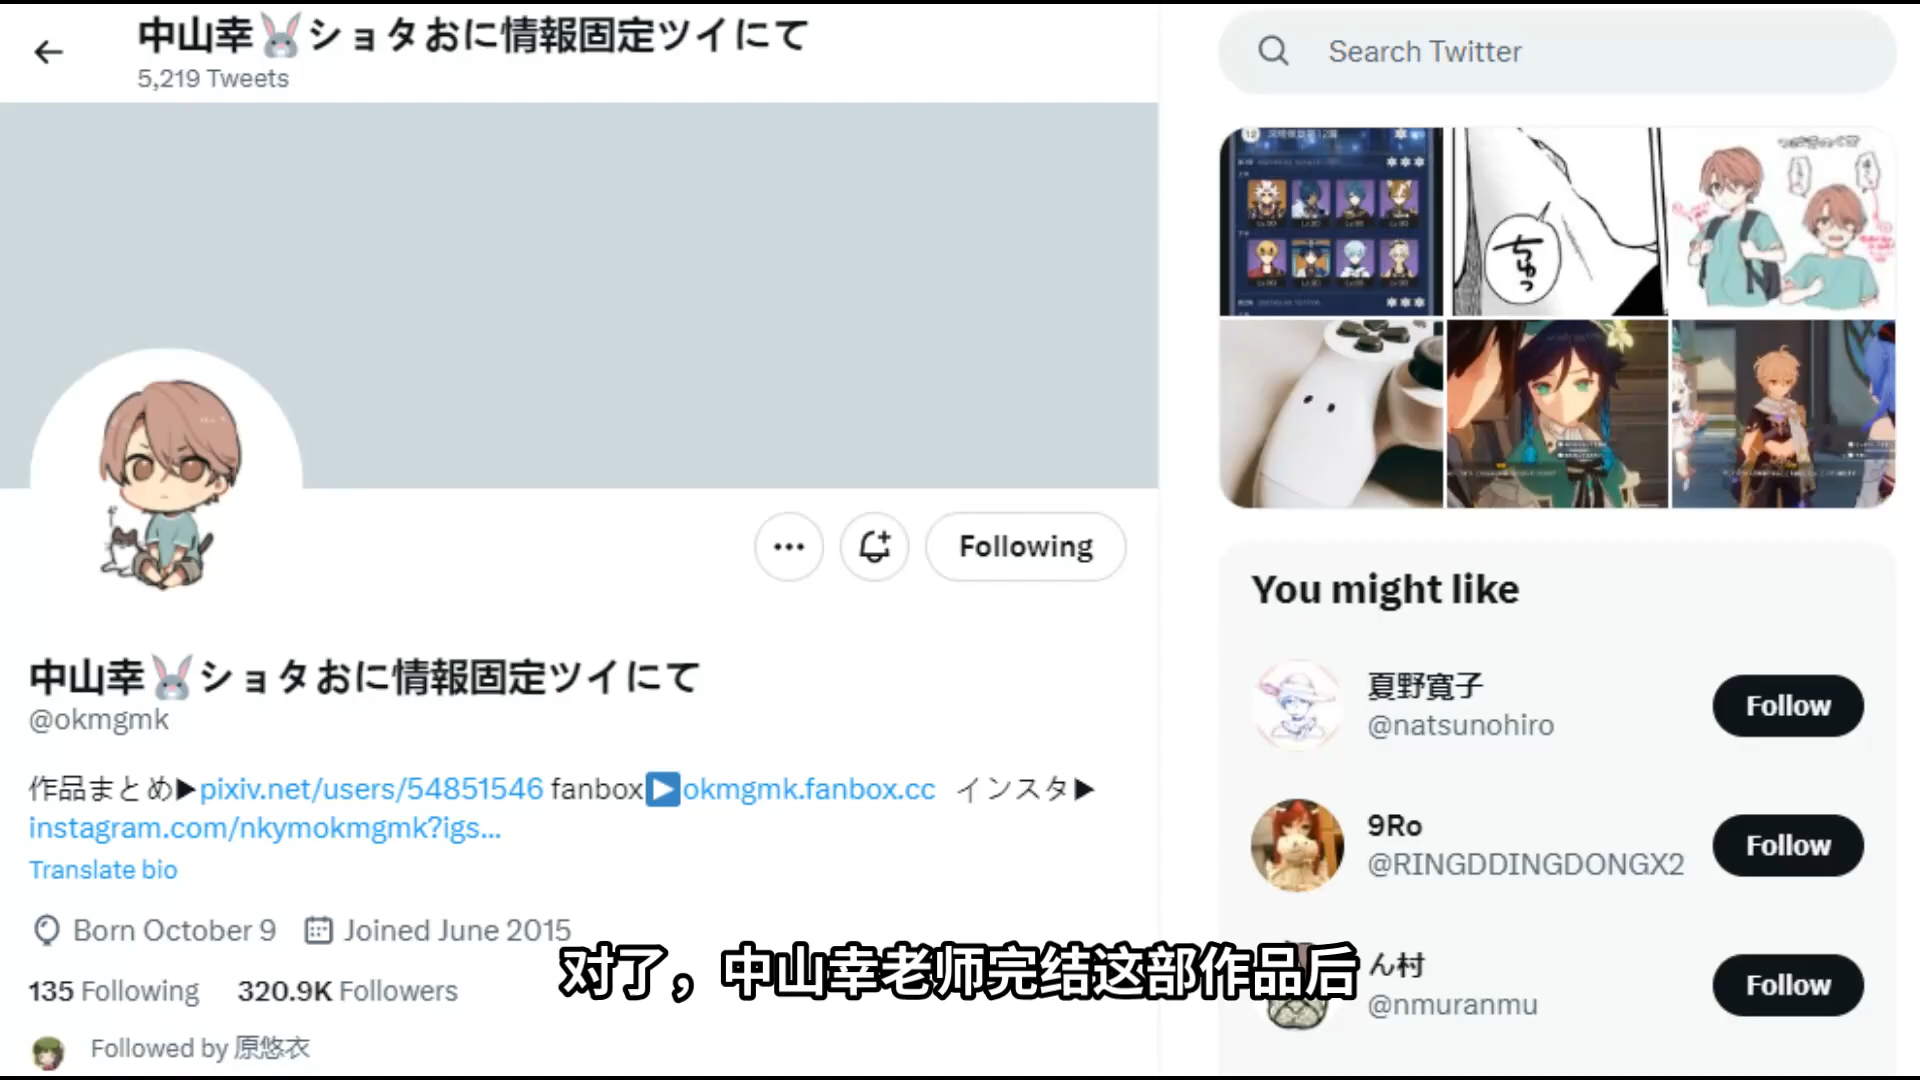 中山幸🐰ショタおに情報固定ツイにて
5,219 Tweets
Search Twitter
ちゅっ
Following
中山幸🐰ショタおに情報固定ツイにて
@okmgmk
作品まとめ▶pixiv.net/users/54851546 fanbox▶okmgmk.fanbox.cc インスタ▶
instagram.com/nkymokmgmk?igs...
Translate bio
Born October 9 Joined June 2015
135 Following 320.9K Followers
Followed by 原悠衣
You might like
夏野寛子
@natsunohiro
Follow
9Ro
@RINGDDINGDONGX2
Follow
ん村
@nmuranmu
Follow
对了，中山幸老师完结这部作品后